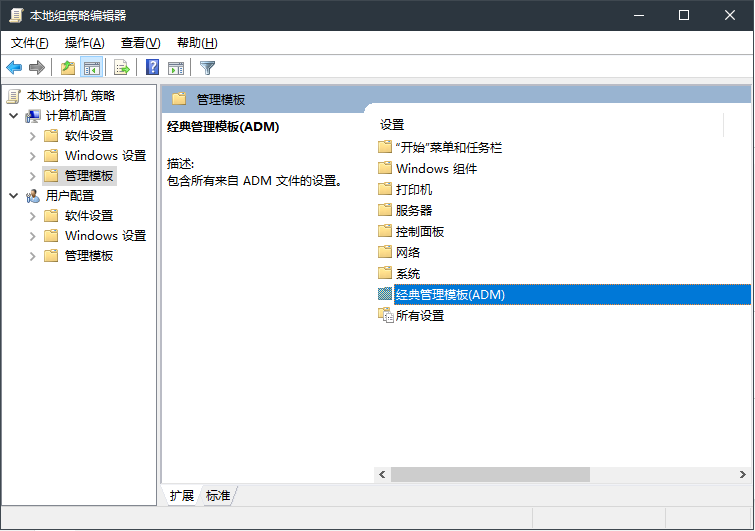 本地组策略编辑器
文件(F) 操作(A) 查看(V) 帮助(H)
本地计算机 策略
计算机配置
软件设置
Windows 设置
管理模板
用户配置
软件设置
Windows 设置
管理模板
管理模板
经典管理模板(ADM)
描述:
包含所有来自 ADM 文件的设置。
设置
“开始”菜单和任务栏
Windows 组件
打印机
服务器
控制面板
网络
系统
经典管理模板(ADM)
所有设置
扩展 标准